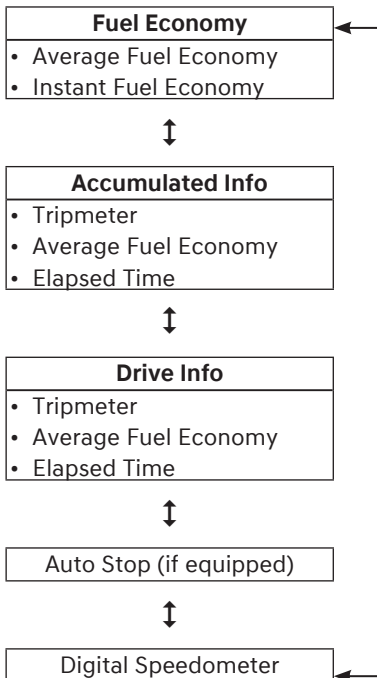 Fuel Economy
• Average Fuel Economy
• Instant Fuel Economy
Accumulated Info
• Tripmeter
• Average Fuel Economy
• Elapsed Time
Drive Info
• Tripmeter
• Average Fuel Economy
• Elapsed Time
Auto Stop (if equipped)
Digital Speedometer